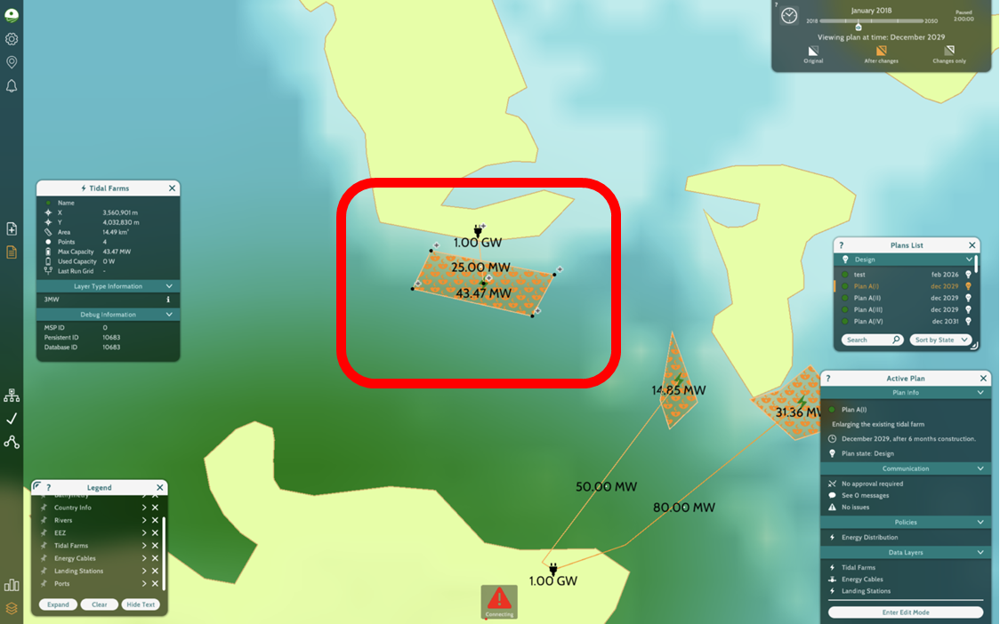 ? January 2018
2018 2050
Paused
2:00:00
Viewing plan at time: December 2029
Original After changes Changes only
Tidal Farms
Name
X 3,560,901 m
Y 4,032,830 m
Area 14.49 km²
Points 4
Max Capacity 43.47 MW
Used Capacity 0 W
Last Run Grid -
Layer Type Information
3MW
Debug Information
MSP ID 0
Persistent ID 10683
Database ID 10683
1.00 GW
25.00 MW
43.47 MW
14.85 MW
31.36 MW
50.00 MW
80.00 MW
1.00 GW
Connecting
? Plans List
Design
test feb 2026
Plan A(I) dec 2029
Plan A(II) dec 2029
Plan A(III) dec 2029
Plan A(IV) dec 2031
Search Sort by State
? Active Plan
Plan Info
Plan A(I)
Enlarging the existing tidal farm
December 2029, after 6 months construction.
Plan state: Design
Communication
No approval required
See 0 messages
No issues
Policies
Energy Distribution
Data Layers
Tidal Farms
Energy Cables
Landing Stations
Enter Edit Mode
? Legend
Country Info
Rivers
EEZ
Tidal Farms
Energy Cables
Landing Stations
Ports
Expand Clear Hide Text